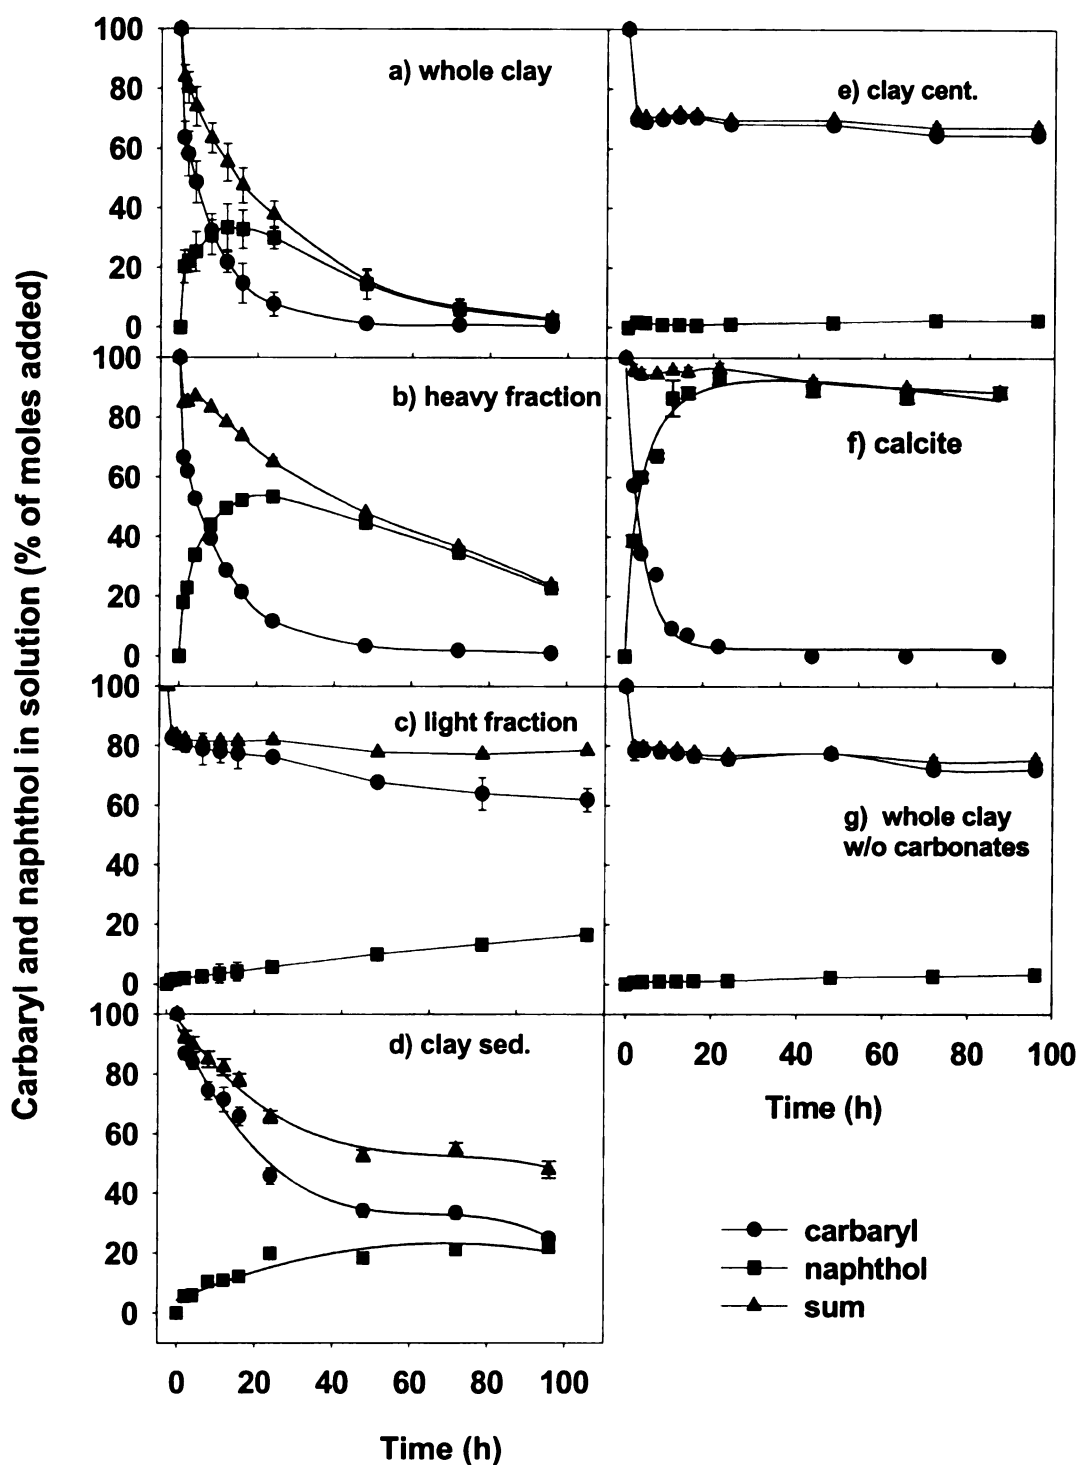 Carbaryl and naphthol in solution (% of moles added)
100
80
60
40
20
0
a) whole clay
e) clay cent.
100
80
60
40
20
0
b) heavy fraction
f) calcite
100
80
60
40
20
0
c) light fraction
g) whole clay
w/o carbonates
0 20 40 60 80 100
Time (h)
100
80
60
40
20
0
d) clay sed.
0 20 40 60 80 100
Time (h)
carbaryl
naphthol
sum